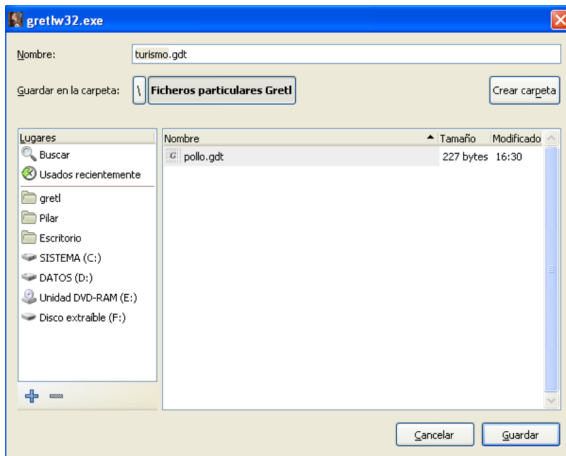 gretlw32.exe
Nombre: turismo.gdt
Guardar en la carpeta: \ Ficheros particulares Gretl Crear carpeta
Lugares Nombre Tamaño Modificado
Buscar pollo.gdt 227 bytes 16:30
Usados recientemente
gretl
Pilar
Escritorio
SISTEMA (C:)
DATOS (D:)
Unidad DVD-RAM (E:)
Disco extraíble (F:)
Cancelar Guardar